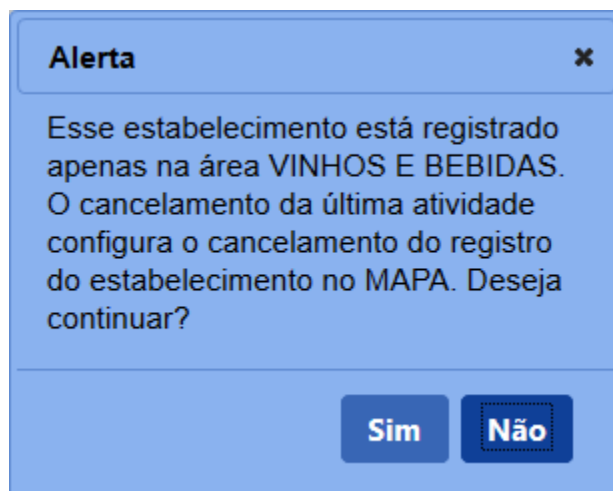 Alerta
Esse estabelecimento está registrado
apenas na área VINHOS E BEBIDAS.
O cancelamento da última atividade
configura o cancelamento do registro
do estabelecimento no MAPA. Deseja
continuar?
Sim
Não